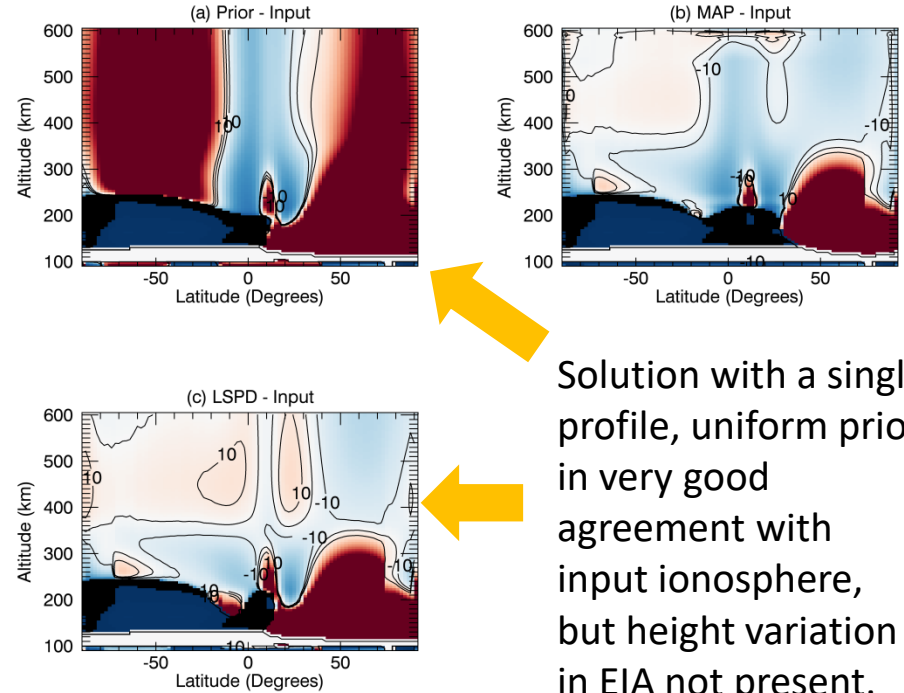 (a) Prior - Input
600
500
400
300
200
100
Altitude (km)
-50
0
50
Latitude (Degrees)
10
(b) MAP - Input
600
500
400
300
200
100
Altitude (km)
-50
0
50
Latitude (Degrees)
-10
0
-10
10
-10
(c) LSPD - Input
600
500
400
300
200
100
Altitude (km)
-50
0
50
Latitude (Degrees)
10
10
-10
-10
-10
Solution with a singl
profile, uniform prio
in very good
agreement with
input ionosphere,
but height variation
in EIA not present.